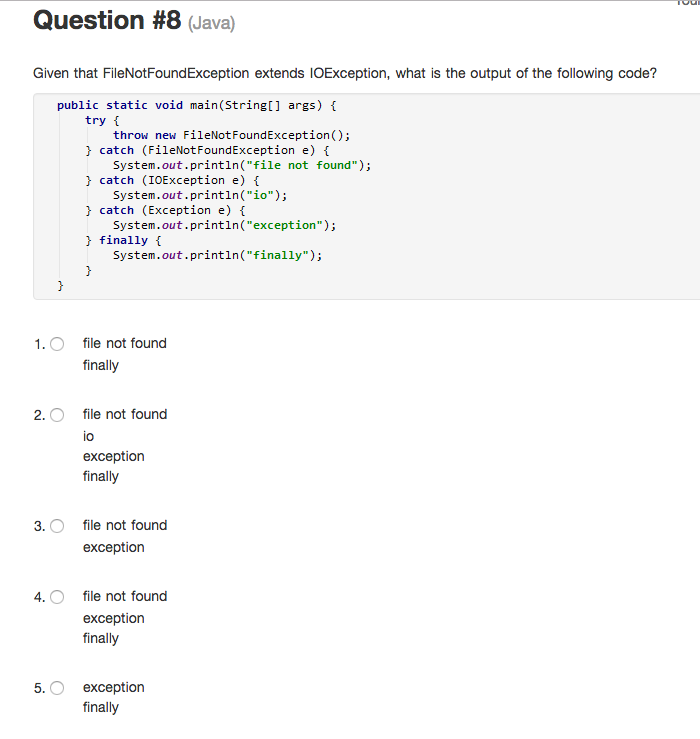 Question #8 (Java)
Given that FileNotFoundException extends IOException, what is the output of the following code?
public static void main(String[] args) {
try {
throw new FileNotFoundException();
} catch (FileNotFoundException e) {
System.out.println("file not found");
} catch (IOException e) {
System.out.println("io");
} catch (Exception e) {
System.out.println("exception");
} finally {
System.out.println("finally");
}
}
1. file not found
finally
2. file not found
io
exception
finally
3. file not found
exception
4. file not found
exception
finally
5. exception
finally